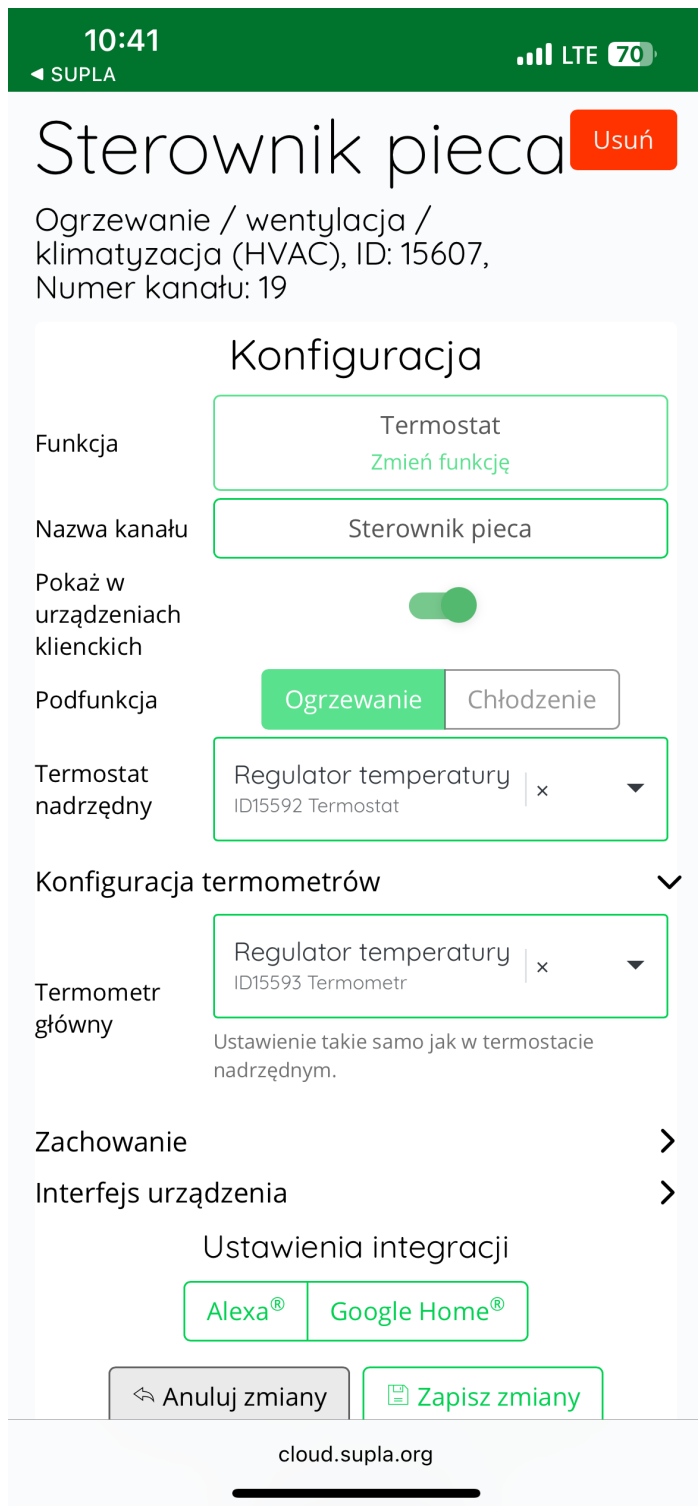 10:41
LTE 70
◀ SUPLA
Sterownik pieca
Usuń
Ogrzewanie / wentylacja /
klimatyzacja (HVAC), ID: 15607,
Numer kanału: 19
Konfiguracja
Funkcja
Termostat
Zmień funkcję
Nazwa kanału
Sterownik pieca
Pokaż w
urządzeniach
klienckich
Podfunkcja
Ogrzewanie
Chłodzenie
Termostat
nadrzędny
Regulator temperatury
ID15592 Termostat
×
Konfiguracja termometrów
Termometr
główny
Regulator temperatury
ID15593 Termometr
×
Ustawienie takie samo jak w termostacie
nadrzędnym.
Zachowanie
Interfejs urządzenia
Ustawienia integracji
Alexa®
Google Home®
Anuluj zmiany
Zapisz zmiany
cloud.supla.org